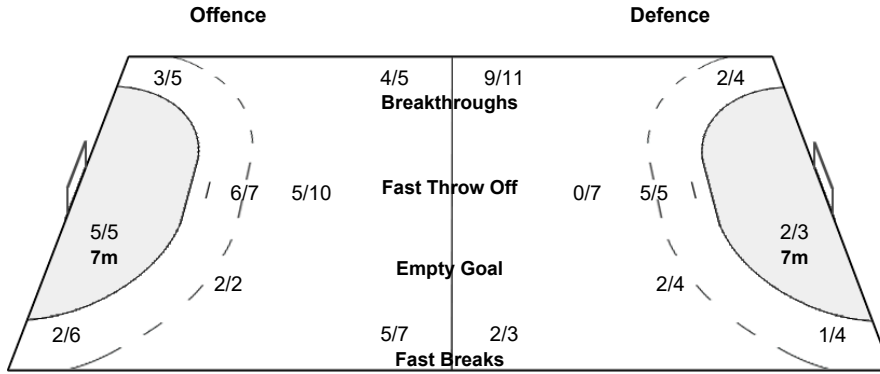 Offence Defence
3/5 4/5 9/11 2/4
Breakthroughs
6/7 5/10 Fast Throw Off 0/7 5/5
5/5 2/3
7m 7m
Empty Goal
2/2 2/4
2/6 5/7 2/3 1/4
Fast Breaks